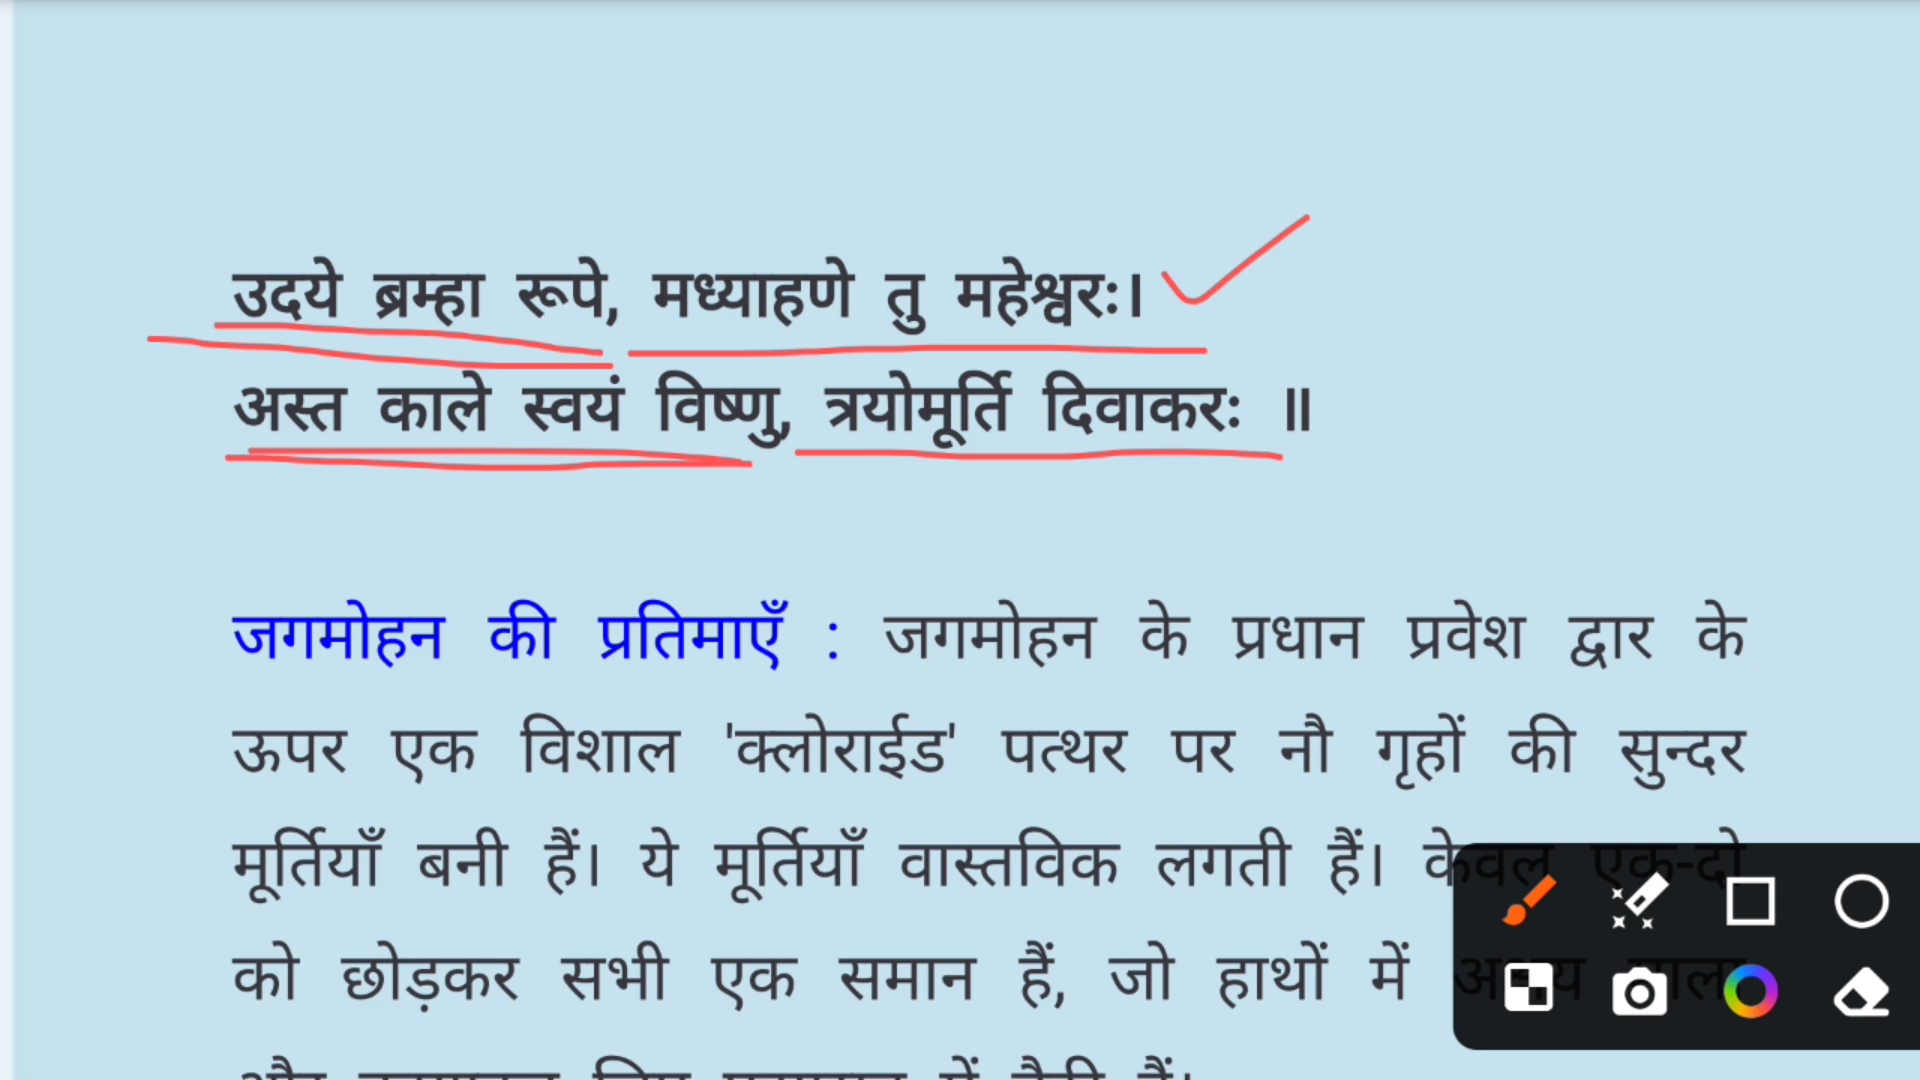 उदये ब्रम्हा रूपे, मध्याहणे तु महेश्वरः।
अस्त काले स्वयं विष्णु, त्रयोमूर्ति दिवाकरः ॥
जगमोहन की प्रतिमाएँ : जगमोहन के प्रधान प्रवेश द्वार के
ऊपर एक विशाल 'क्लोराईड' पत्थर पर नौ गृहों की सुन्दर
मूर्तियाँ बनी हैं। ये मूर्तियाँ वास्तविक लगती हैं। केवल एक-दो
को छोड़कर सभी एक समान हैं, जो हाथों में